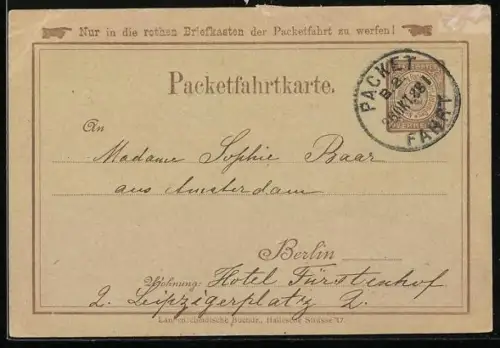 Nur in die rothen Briefkasten der Packetfahrt zu werfen!
Packetfahrtkarte.
PACKET
FAHRT
An
Madame Sophie Baar
aus Amsterdam
Berlin
Wohnung: Hotel Fürstenhof
2. Leipzigerplatz 2.